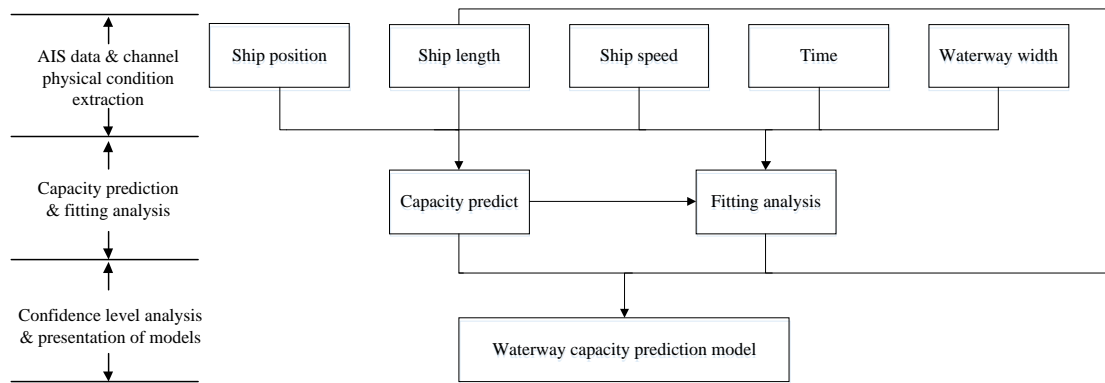 AIS data & channel
physical condition
extraction
Ship position
Ship length
Ship speed
Time
Waterway width
Capacity prediction
& fitting analysis
Capacity predict
Fitting analysis
Confidence level analysis
& presentation of models
Waterway capacity prediction model